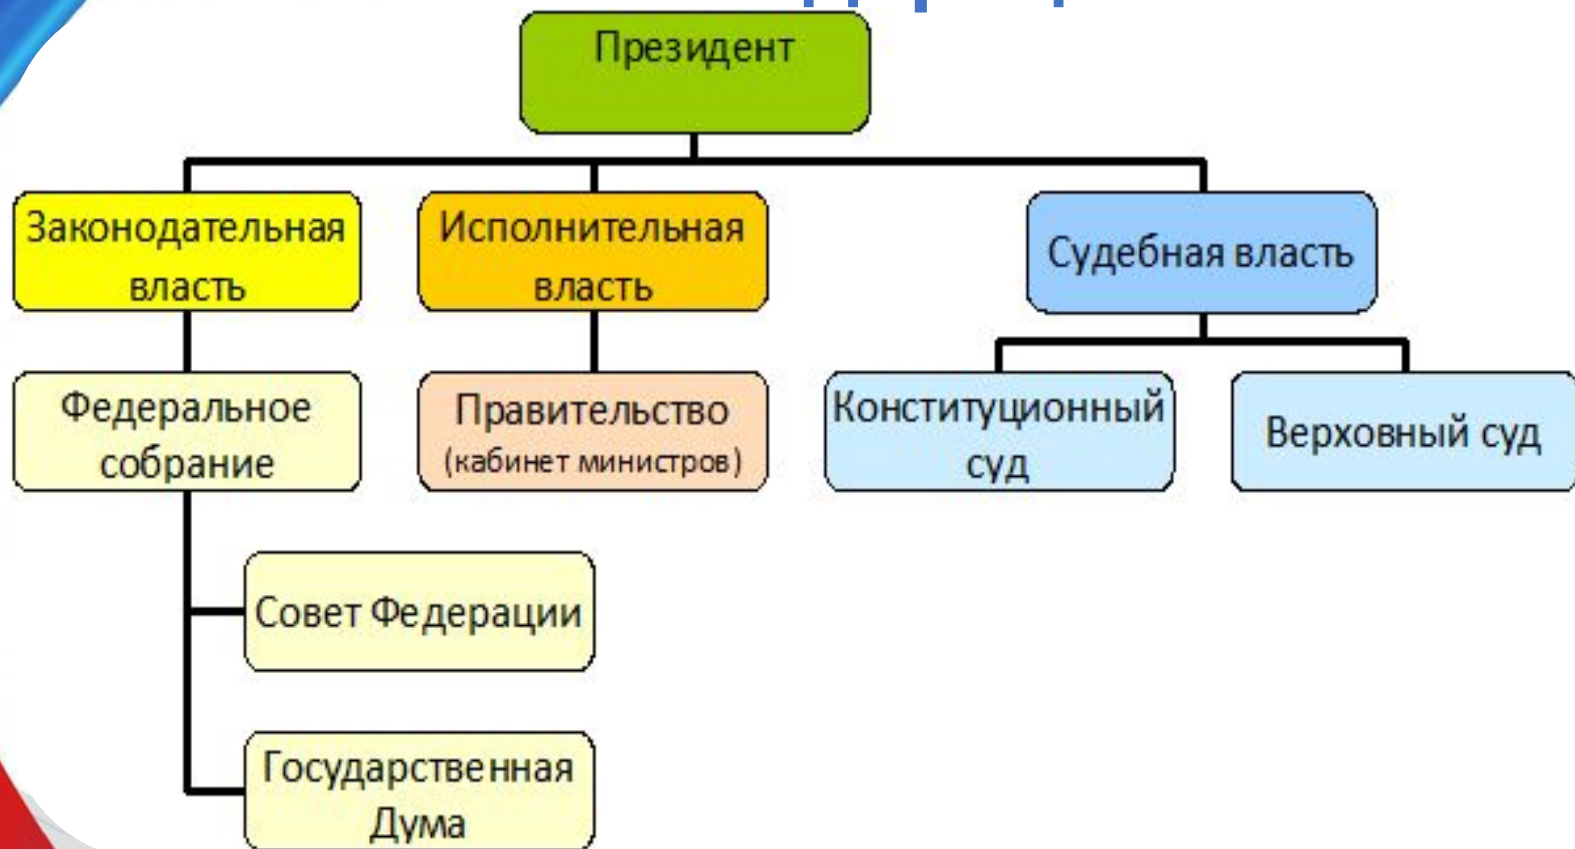 Президент
Законодательная
власть
Исполнительная
власть
Судебная власть
Федеральное
собрание
Правительство
(кабинет министров)
Конституционный
суд
Верховный суд
Совет Федерации
Государственная
Дума